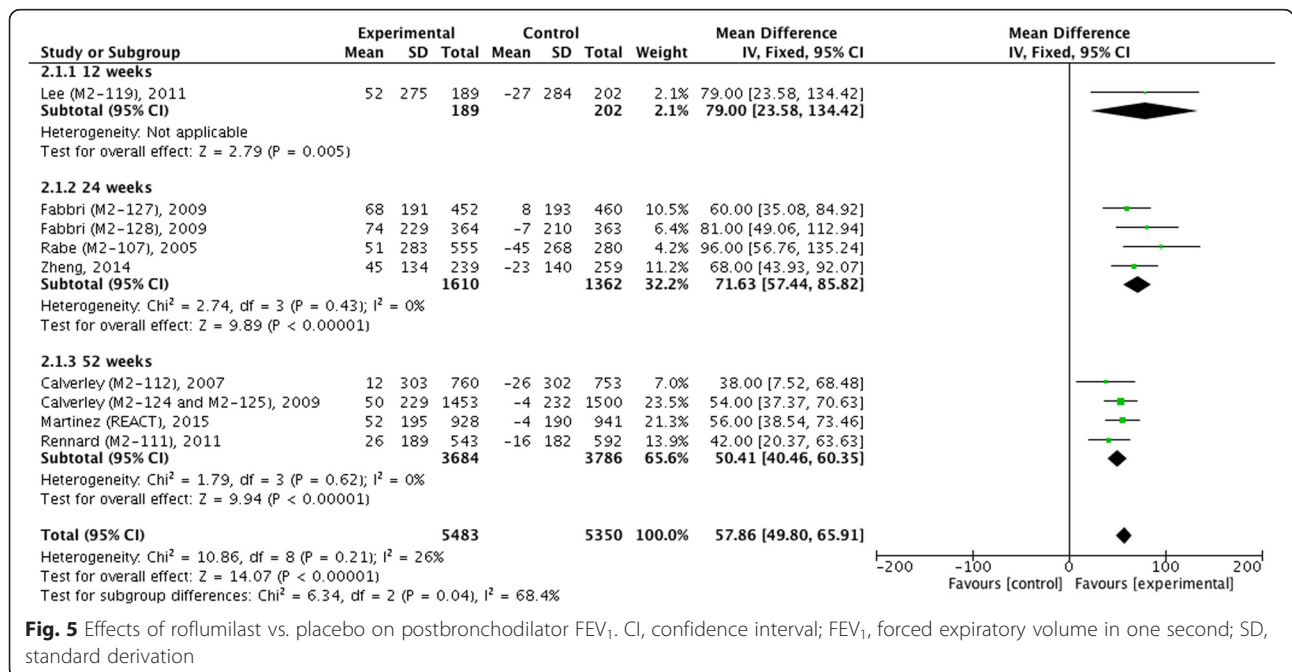 Experimental Control Mean Difference Mean Difference
Study or Subgroup Mean SD Total Mean SD Total Weight IV, Fixed, 95% CI IV, Fixed, 95% CI
2.1.1 12 weeks
Lee (M2-119), 2011 52 275 189 -27 284 202 2.1% 79.00 [23.58, 134.42]
Subtotal (95% CI) 189 202 2.1% 79.00 [23.58, 134.42]
Heterogeneity: Not applicable
Test for overall effect: Z = 2.79 (P = 0.005)
2.1.2 24 weeks
Fabbri (M2-127), 2009 68 191 452 8 193 460 10.5% 60.00 [35.08, 84.92]
Fabbri (M2-128), 2009 74 229 364 -7 210 363 6.4% 81.00 [49.06, 112.94]
Rabe (M2-107), 2005 51 283 555 -45 268 280 4.2% 96.00 [56.76, 135.24]
Zheng, 2014 45 134 239 -23 140 259 11.2% 68.00 [43.93, 92.07]
Subtotal (95% CI) 1610 1362 32.2% 71.63 [57.44, 85.82]
Heterogeneity: Chi² = 2.74, df = 3 (P = 0.43); I² = 0%
Test for overall effect: Z = 9.89 (P < 0.00001)
2.1.3 52 weeks
Calverley (M2-112), 2007 12 303 760 -26 302 753 7.0% 38.00 [7.52, 68.48]
Calverley (M2-124 and M2-125), 2009 50 229 1453 -4 232 1500 23.5% 54.00 [37.37, 70.63]
Martinez (REACT), 2015 52 195 928 -4 190 941 21.3% 56.00 [38.54, 73.46]
Rennard (M2-111), 2011 26 189 543 -16 182 592 13.9% 42.00 [20.37, 63.63]
Subtotal (95% CI) 3684 3786 65.6% 50.41 [40.46, 60.35]
Heterogeneity: Chi² = 1.79, df = 3 (P = 0.62); I² = 0%
Test for overall effect: Z = 9.94 (P < 0.00001)
Total (95% CI) 5483 5350 100.0% 57.86 [49.80, 65.91]
Heterogeneity: Chi² = 10.86, df = 8 (P = 0.21); I² = 26%
Test for overall effect: Z = 14.07 (P < 0.00001)
Test for subgroup differences: Chi² = 6.34, df = 2 (P = 0.04), I² = 68.4%
-200 -100 0 100 200
Favours [control] Favours [experimental]
Fig. 5 Effects of roflumilast vs. placebo on postbronchodilator FEV₁. CI, confidence interval; FEV₁, forced expiratory volume in one second; SD,
standard derivation